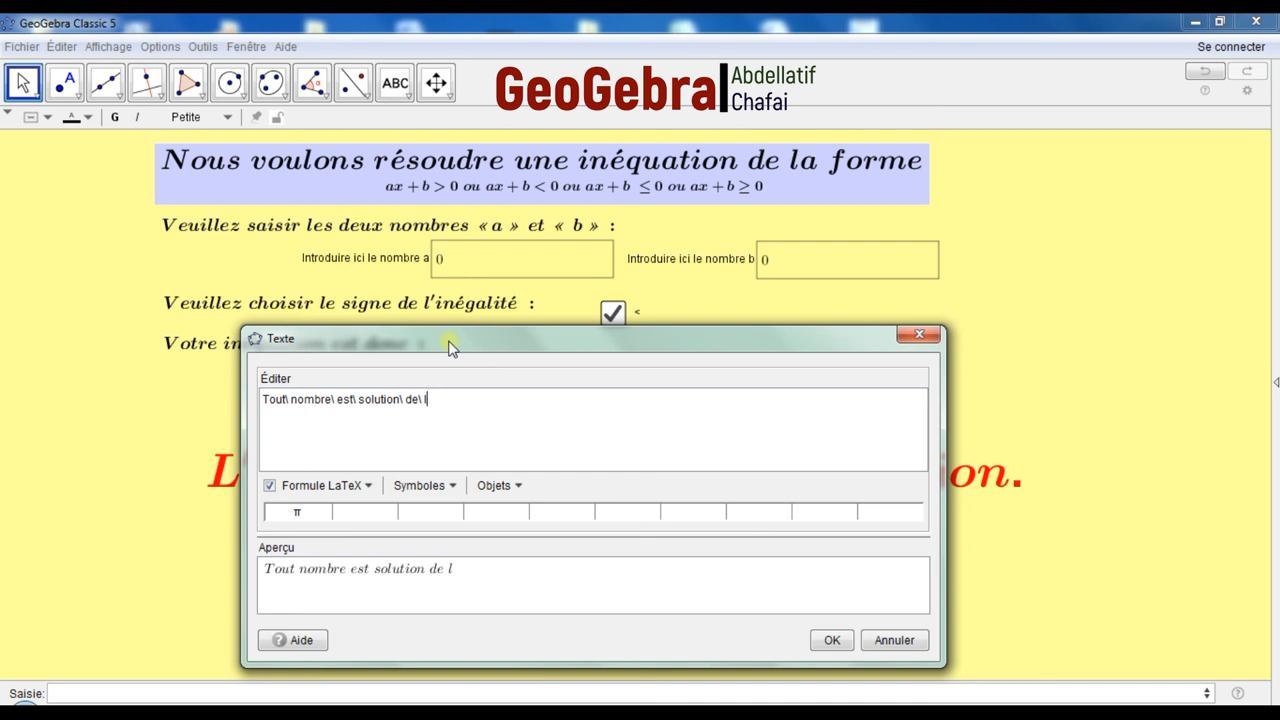 GeoGebra Classic 5
Fichier Éditer Affichage Options Outils Fenêtre Aide
Se connecter
ABC
GeoGebra
Abdellatif
Chafai
G I Petite
Nous voulons résoudre une inéquation de la forme
ax + b > 0 ou ax + b < 0 ou ax + b ≤ 0 ou ax + b ≥ 0
Veuillez saisir les deux nombres « a » et « b » :
Introduire ici le nombre a 0
Introduire ici le nombre b 0
Veuillez choisir le signe de l'inégalité :
<
Texte
Votre
Éditer
Tout\ nombre\ est\ solution\ de\ l
L
on.
Formule LaTeX Symboles Objets
π
Aperçu
Tout nombre est solution de l
Aide OK Annuler
Saisie: